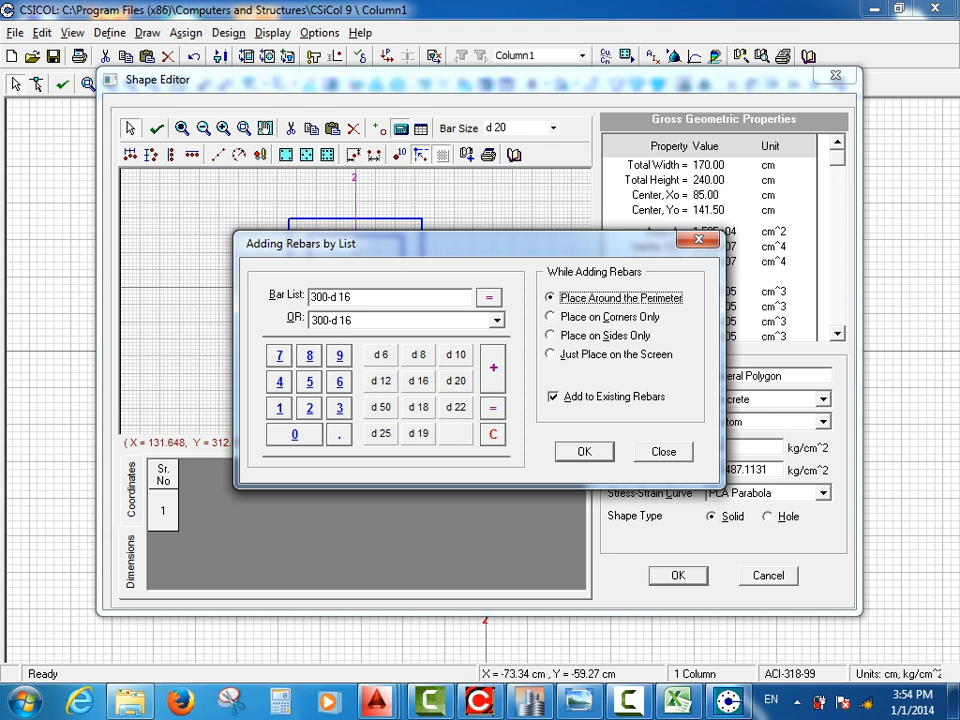 CSICOL: C:\Program Files (x86)\Computers and Structures\CSiCol 9 \ Column1
File Edit View Define Draw Assign Design Display Options Help
Column1
Shape Editor
Bar Size d 20
2
Gross Geometric Properties
Property Value Unit
Total Width = 170.00 cm
Total Height = 240.00 cm
Center, Xo = 85.00 cm
Center, Yo = 141.50 cm
cm^2
cm^4
cm^4
cm^3
cm^3
cm^3
cm^3
Adding Rebars by List
Bar List: 300-d 16 =
OR: 300-d 16
7 8 9 d 6 d 8 d 10 +
4 5 6 d 12 d 16 d 20
1 2 3 d 50 d 18 d 22 =
0 . d 25 d 19 C
While Adding Rebars
Place Around the Perimeter
Place on Corners Only
Place on Sides Only
Just Place on the Screen
Add to Existing Rebars
OK Close
( X = 131.648, Y = 312.
Coordinates
Dimensions
Sr. No
1
eral Polygon
crete
tom
kg/cm^2
487.1131 kg/cm^2
Stress-Strain Curve PCA Parabola
Shape Type Solid Hole
OK Cancel
2
Ready X = -73.34 cm , Y = -59.27 cm 1 Column ACI-318-99 Units: cm, kg/cm^2
EN 3:54 PM
1/1/2014